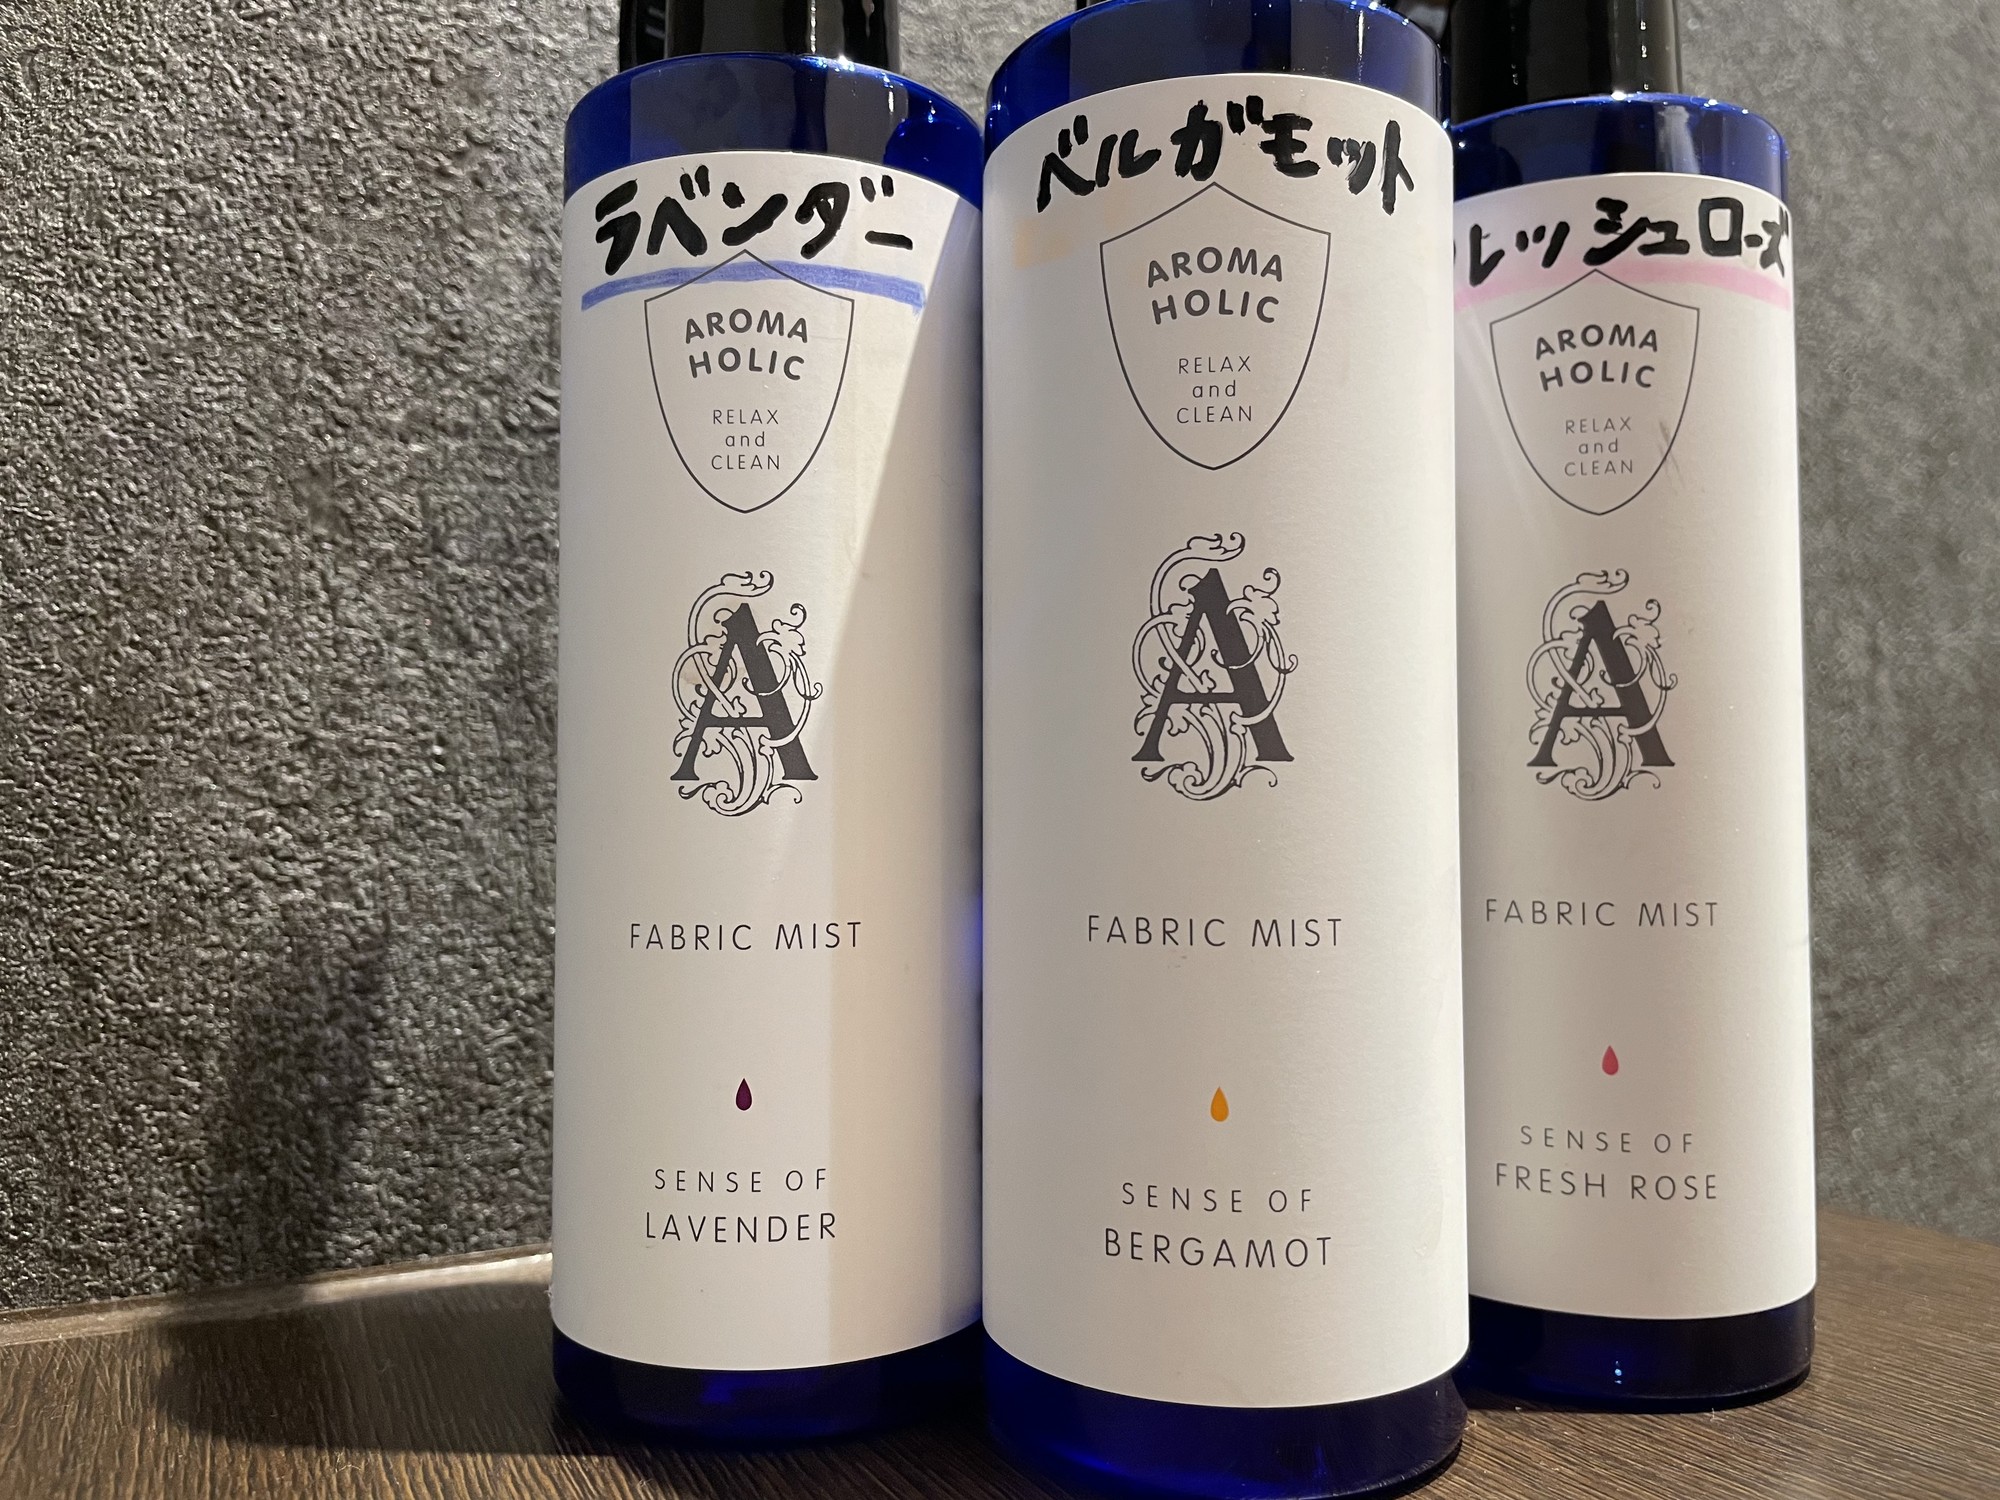 ラベンダー
AROMA
HOLIC
RELAX
and
CLEAN
A
FABRIC MIST
SENSE OF
LAVENDER
ベルガモット
AROMA
HOLIC
RELAX
and
CLEAN
A
FABRIC MIST
SENSE OF
BERGAMOT
フレッシュローズ
AROMA
HOLIC
RELAX
and
CLEAN
A
FABRIC MIST
SENSE OF
FRESH ROSE